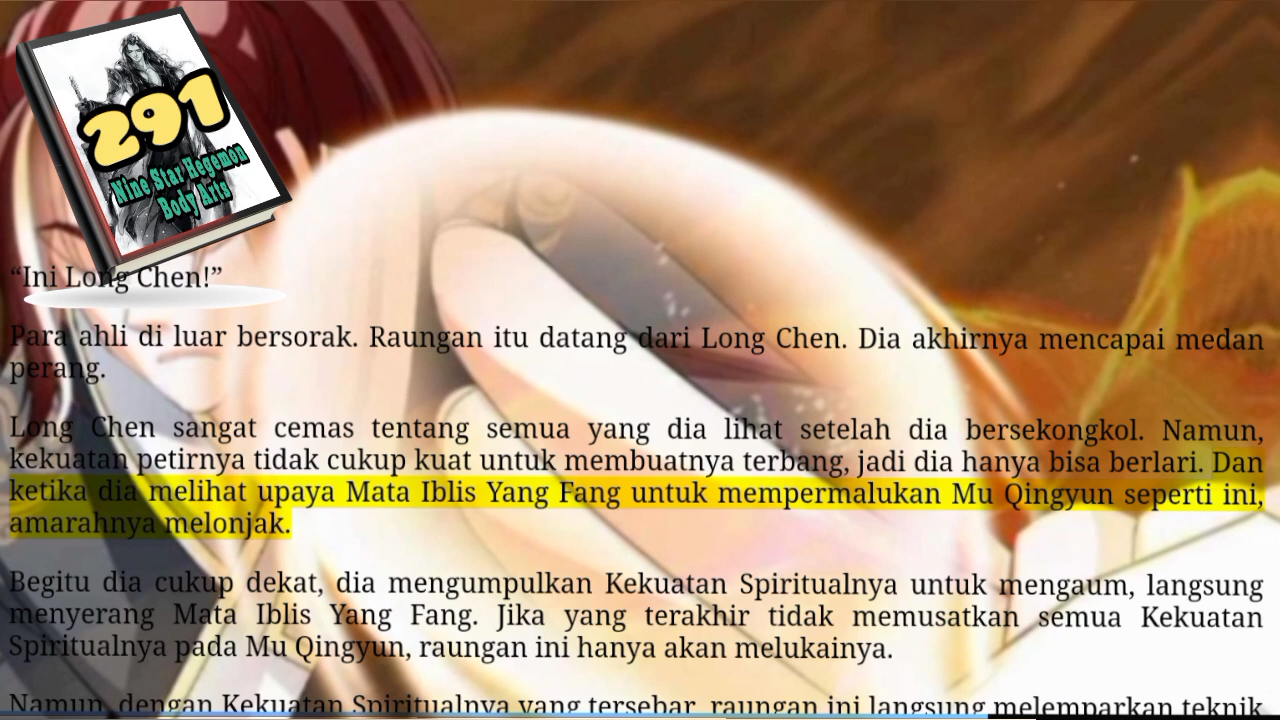 291
Nine Star Hegemon
Body Arts
“Ini Long Chen!”
Para ahli di luar bersorak. Raungan itu datang dari Long Chen. Dia akhirnya mencapai medan
perang.
Long Chen sangat cemas tentang semua yang dia lihat setelah dia bersekongkol. Namun,
kekuatan petirnya tidak cukup kuat untuk membuatnya terbang, jadi dia hanya bisa berlari. Dan
ketika dia melihat upaya Mata Iblis Yang Fang untuk mempermalukan Mu Qingyun seperti ini,
amarahnya melonjak.
Begitu dia cukup dekat, dia mengumpulkan Kekuatan Spiritualnya untuk mengaum, langsung
menyerang Mata Iblis Yang Fang. Jika yang terakhir tidak memusatkan semua Kekuatan
Spiritualnya pada Mu Qingyun, raungan ini hanya akan melukainya.
Namun, dengan Kekuatan Spiritualnya yang tersebar, raungan ini langsung melemparkan teknik